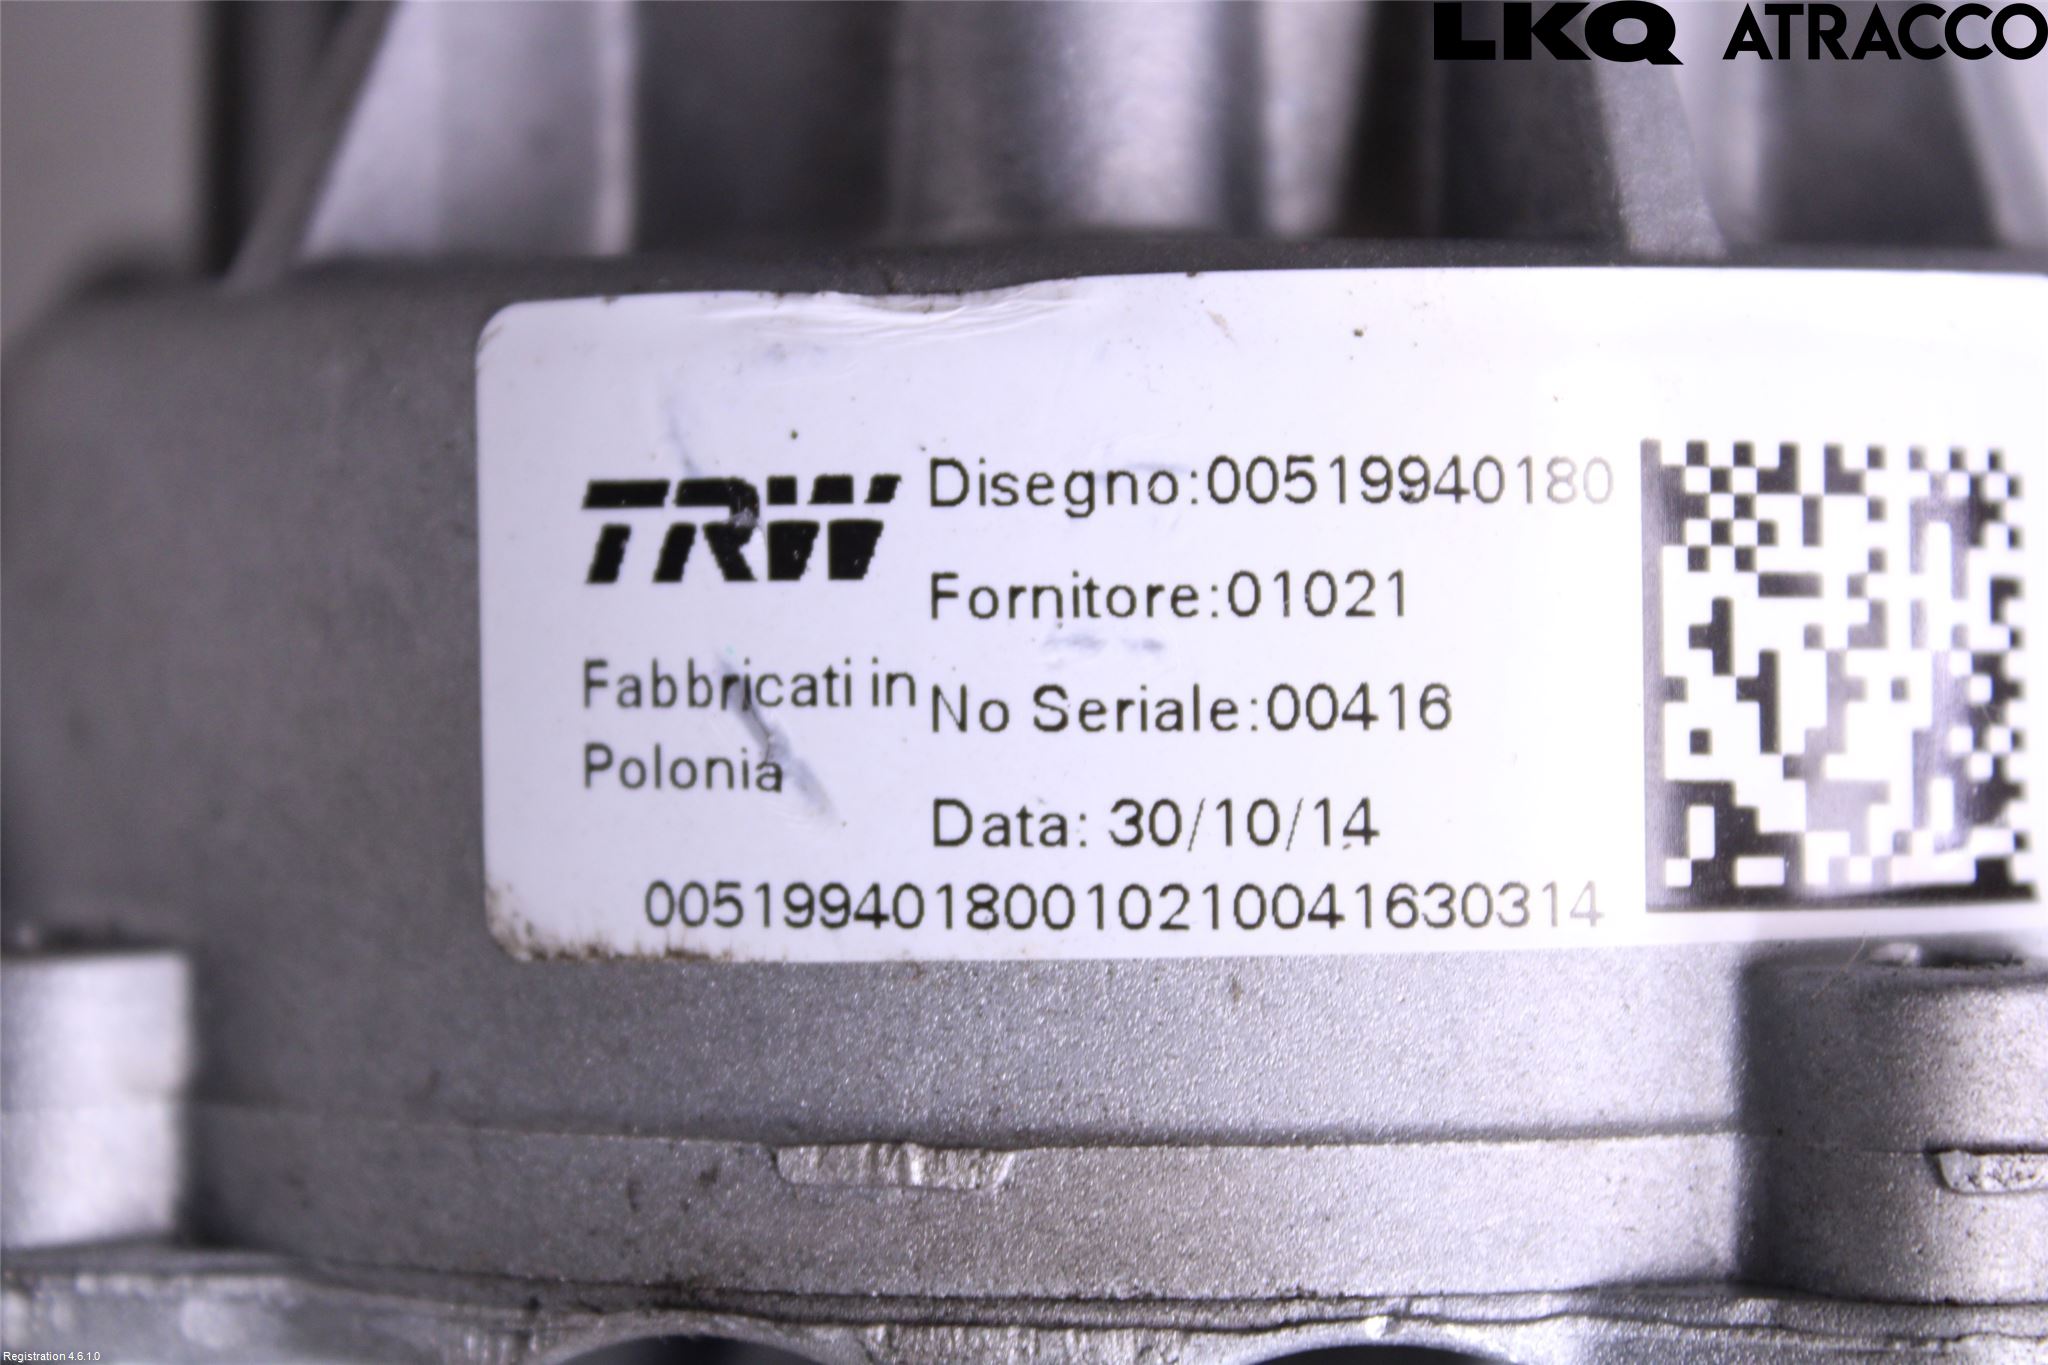 LKQ ATRACCO
TRW
Disegno:00519940180
Fornitore:01021
Fabbricati in
Polonia
No Seriale:00416
Data: 30/10/14
00519940180010210041630314
Registration 4.6.1.0